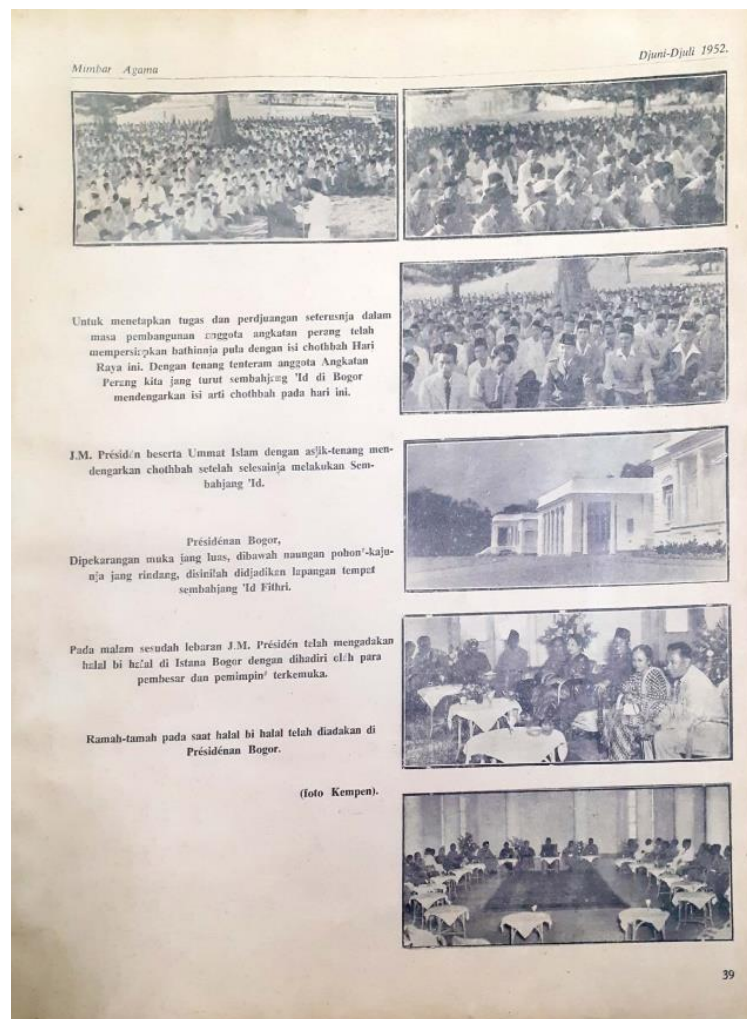 Mimbar Agama
Djuni-Djuli 1952.
Untuk menetapkan tugas dan perdjuangan seterusnja dalam
masa pembangunan anggota angkatan perang telah
mempersiapkan bathinnja pula dengan isi chothbah Hari
Raya ini. Dengan tenang tenteram anggota Angkatan
Perang kita jang turut sembahjang 'Id di Bogor
mendengarkan isi arti chothbah pada hari ini.
J.M. Présidén beserta Ummat Islam dengan asjik-tenang men-
dengarkan chothbah setelah selesainja melakukan Sem-
bahjang 'Id.
Présidénan Bogor,
Dipekarangan muka jang luas, dibawah naungan pohon²-kaju-
nja jang rindang, disinilah didjadikan lapangan tempat
sembahjang 'Id Fithri.
Pada malam sesudah lebaran J.M. Présidén telah mengadakan
halal bi halal di Istana Bogor dengan dihadiri oléh para
pembesar dan pemimpin² terkemuka.
Ramah-tamah pada saat halal bi halal telah diadakan di
Présidénan Bogor.
(foto Kempen).
39